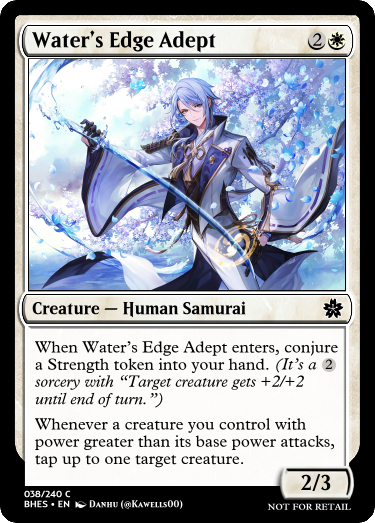 Water's Edge Adept 2
Creature — Human Samurai
When Water's Edge Adept enters, conjure
a Strength token into your hand. (It's a 2
sorcery with “Target creature gets +2/+2
until end of turn.”)
Whenever a creature you control with
power greater than its base power attacks,
tap up to one target creature.
2/3
038/240 C
BHES • EN Danhu (@Kawells00)
NOT FOR RETAIL